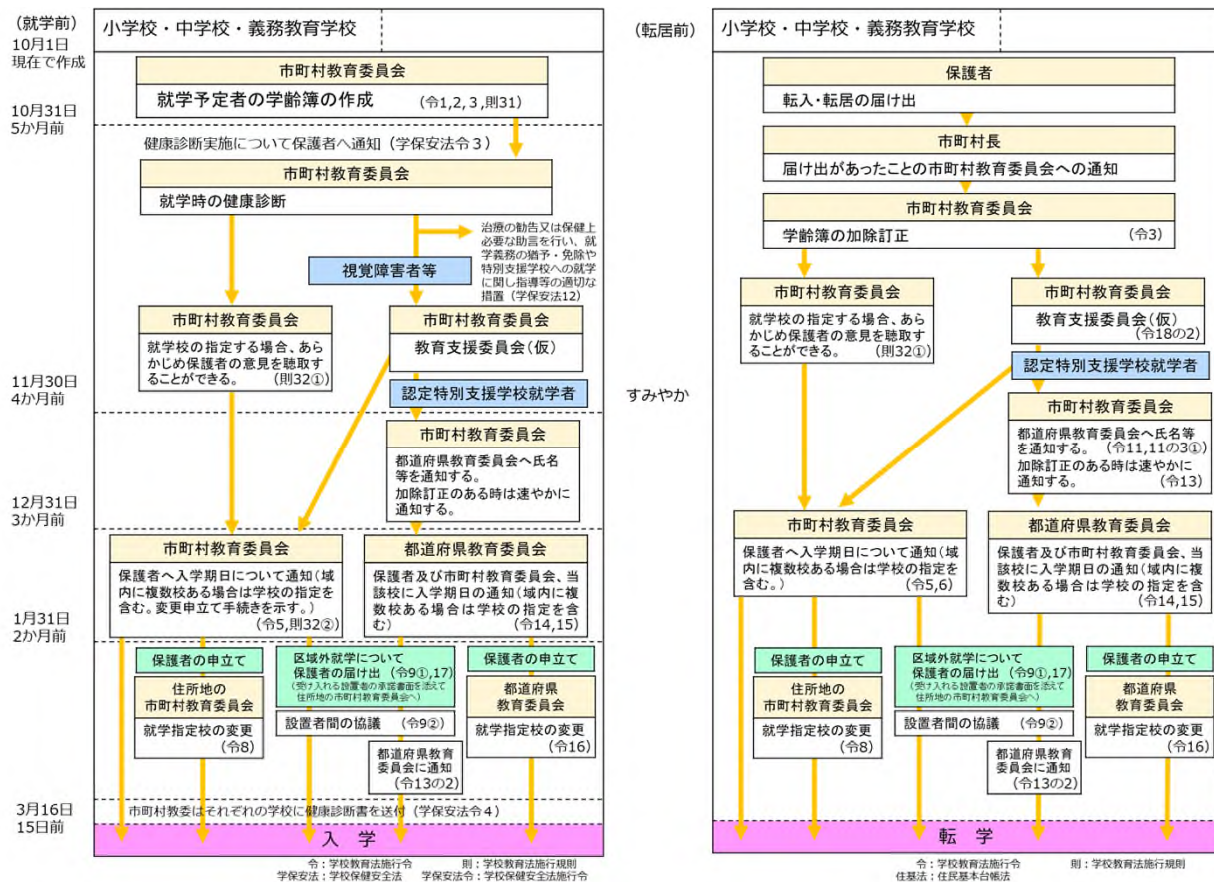 (就学前)
小学校・中学校・義務教育学校
10月1日
現在で作成
市町村教育委員会
就学予定者の学齢簿の作成 (令1,2,3,則31)
10月31日
5か月前
健康診断実施について保護者へ通知(学保安法令3)
市町村教育委員会
就学時の健康診断
治療の勧告又は保健上
必要な助言を行い、就
学義務の猶予・免除や
特別支援学校への就学
に関し指導等の適切な
措置(学保安法12)
視覚障害者等
市町村教育委員会
就学校の指定する場合、あら
かじめ保護者の意見を聴取す
ることができる。 (則32①)
市町村教育委員会
教育支援委員会(仮)
11月30日
4か月前
認定特別支援学校就学者
市町村教育委員会
都道府県教育委員会へ氏名
等を通知する。
加除訂正のある時は速やかに
通知する。
12月31日
3か月前
市町村教育委員会
保護者へ入学期日について通知(域
内に複数校ある場合は学校の指定を
含む。変更申立て手続きを示す。)
(令5,則32②)
都道府県教育委員会
保護者及び市町村教育委員会、当
該校に入学期日の通知(域内に複
数校ある場合は学校の指定を含
む) (令14,15)
1月31日
2か月前
保護者の申立て
住所地の
市町村教育委員会
就学指定校の変更
(令8)
区域外就学について
保護者の届け出 (令9①,17)
(受け入れる設置者の承諾書面を添えて
住所地の市町村教育委員会へ)
設置者間の協議 (令9②)
都道府県教育
委員会に通知
(令13の2)
保護者の申立て
都道府県
教育委員会
就学指定校の変更
(令16)
3月16日
15日前
市町村教委はそれぞれの学校に健康診断書を送付(学保安法令4)
入 学
令:学校教育法施行令 則:学校教育法施行規則
学保安法:学校保健安全法 学保安法令:学校保健安全法施行令
(転居前)
小学校・中学校・義務教育学校
保護者
転入・転居の届け出
市町村長
届け出があったことの市町村教育委員会への通知
市町村教育委員会
学齢簿の加除訂正 (令3)
市町村教育委員会
就学校の指定する場合、あら
かじめ保護者の意見を聴取す
ることができる。 (則32①)
市町村教育委員会
教育支援委員会(仮)
(令18の2)
すみやか
認定特別支援学校就学者
市町村教育委員会
都道府県教育委員会へ氏名等
を通知する。 (令11,11の3①)
加除訂正のある時は速やかに
通知する。 (令13)
市町村教育委員会
保護者へ入学期日について通知(域
内に複数校ある場合は学校の指定を
含む。) (令5,6)
都道府県教育委員会
保護者及び市町村教育委員会、当
該校に入学期日の通知(域内に複
数校ある場合は学校の指定を含
む) (令14,15)
保護者の申立て
住所地の
市町村教育委員会
就学指定校の変更
(令8)
区域外就学について
保護者の届け出 (令9①,17)
(受け入れる設置者の承諾書面を添えて
住所地の市町村教育委員会へ)
設置者間の協議 (令9②)
都道府県教育
委員会に通知
(令13の2)
保護者の申立て
都道府県
教育委員会
就学指定校の変更
(令16)
転 学
令:学校教育法施行令 則:学校教育法施行規則
住基法:住民基本台帳法